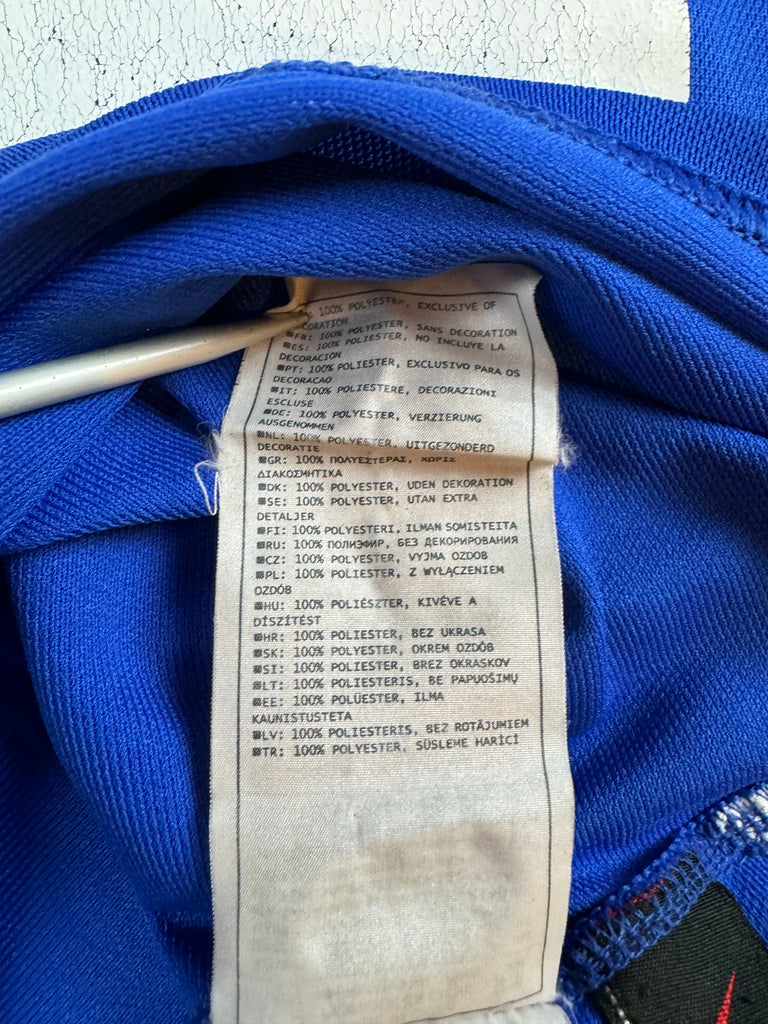 : 100% POLYESTER, EXCLUSIVE OF
DECORATION
■FR: 100% POLYESTER, SANS DECORATION
■ES: 100% POLIESTER, NO INCLUYE LA
DECORACION
■PT: 100% POLIESTER, EXCLUSIVO PARA OS
DECORACAO
■IT: 100% POLIESTERE, DECORAZIONI
ESCLUSE
■DE: 100% POLYESTER, VERZIERUNG
AUSGENOMMEN
■NL: 100% POLYESTER, UITGEZONDERD
DECORATIE
■GR: 100% ΠΟΛΥΕΣΤΕΡΑΣ, ΧΩΡΙΣ
ΔΙΑΚΟΣΜΗΤΙΚΑ
■DK: 100% POLYESTER, UDEN DEKORATION
■SE: 100% POLYESTER, UTAN EXTRA
DETALJER
■FI: 100% POLYESTERI, ILMAN SOMISTEITA
■RU: 100% ПОЛИЭФИР, БЕЗ ДЕКОРИРОВАНИЯ
■CZ: 100% POLYESTER, VYJMA OZDOB
■PL: 100% POLIESTER, Z WYŁĄCZENIEM
OZDÓB
■HU: 100% POLIÉSZTER, KIVÉVE A
DÍSZÍTÉST
■HR: 100% POLIESTER, BEZ UKRASA
■SK: 100% POLYESTER, OKREM OZDÔB
■SI: 100% POLIESTER, BREZ OKRASKOV
■LT: 100% POLIESTERIS, BE PAPUOŠIMŲ
■EE: 100% POLÜESTER, ILMA
KAUNISTUSTETA
■LV: 100% POLIESTERIS, BEZ ROTĀJUMIEM
■TR: 100% POLYESTER, SÜSLEME HARİCİ